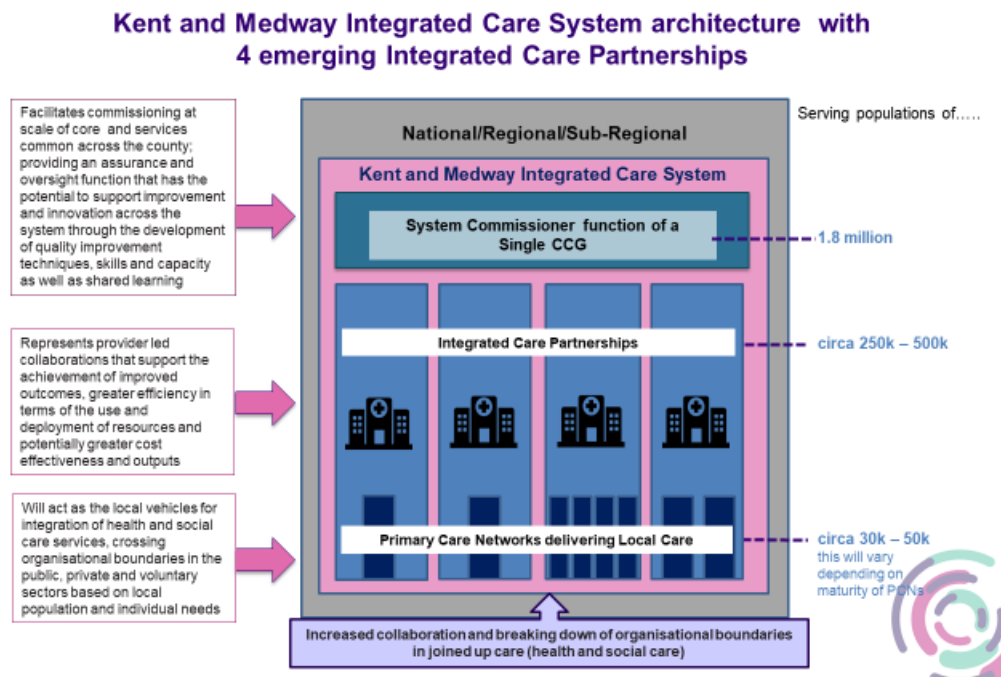 Kent and Medway Integrated Care System architecture with
4 emerging Integrated Care Partnerships
Facilitates commissioning at
scale of core and services
common across the county;
providing an assurance and
oversight function that has the
potential to support improvement
and innovation across the
system through the development
of quality improvement
techniques, skills and capacity
as well as shared learning
Represents provider led
collaborations that support the
achievement of improved
outcomes, greater efficiency in
terms of the use and
deployment of resources and
potentially greater cost
effectiveness and outputs
Will act as the local vehicles for
integration of health and social
care services, crossing
organisational boundaries in the
public, private and voluntary
sectors based on local
population and individual needs
National/Regional/Sub-Regional
Kent and Medway Integrated Care System
System Commissioner function of a
Single CCG
Integrated Care Partnerships
Primary Care Networks delivering Local Care
Increased collaboration and breaking down of organisational boundaries
in joined up care (health and social care)
Serving populations of.....
1.8 million
circa 250k – 500k
circa 30k – 50k
this will vary
depending on
maturity of PCNs